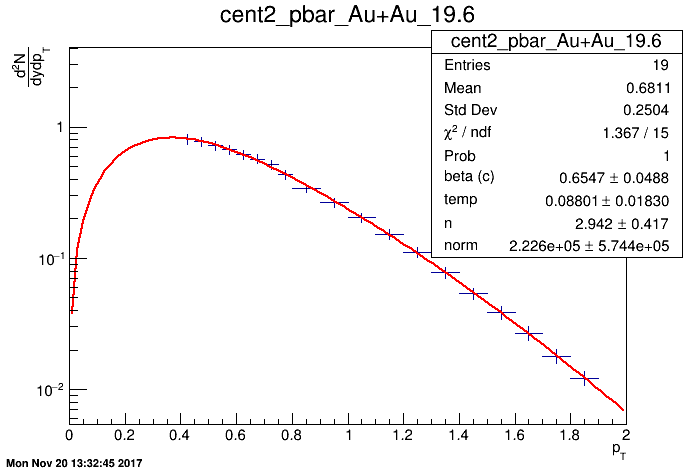 cent2_pbar_Au+Au_19.6
cent2_pbar_Au+Au_19.6
Entries 19
Mean 0.6811
Std Dev 0.2504
χ² / ndf 1.367 / 15
Prob 1
beta (c) 0.6547 ± 0.0488
temp 0.08801 ± 0.01830
n 2.942 ± 0.417
norm 2.226e+05 ± 5.744e+05
d²N
dydp_T
1
10⁻¹
10⁻²
0 0.2 0.4 0.6 0.8 1 1.2 1.4 1.6 1.8 2
p_T
Mon Nov 20 13:32:45 2017